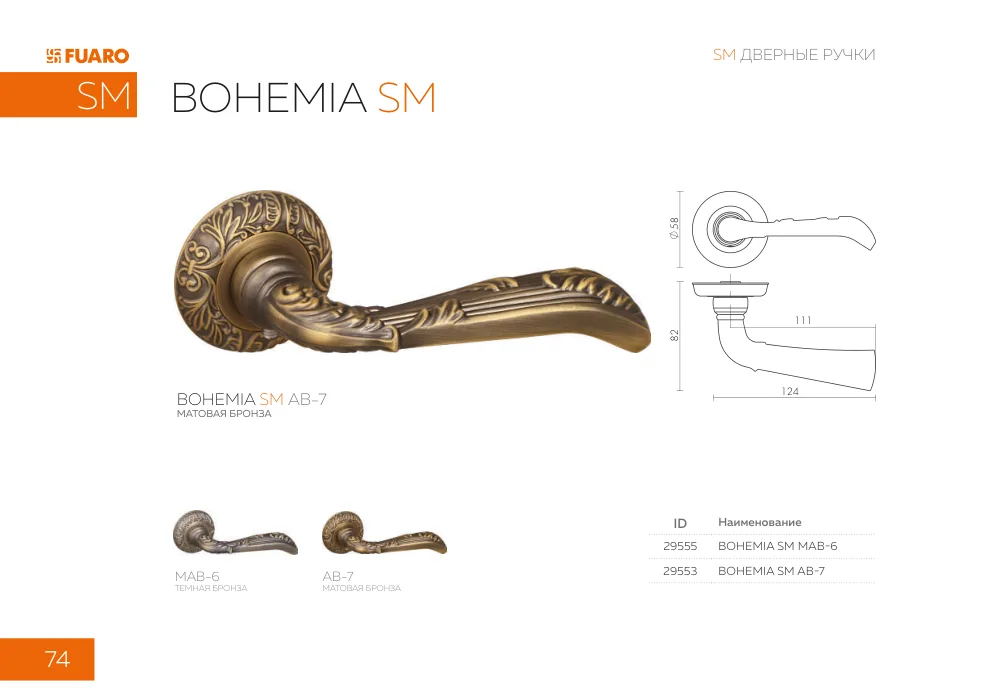 FUARO
SM ДВЕРНЫЕ РУЧКИ
SM
BOHEMIA SM
Ø 58
82
111
124
BOHEMIA SM AB-7
МАТОВАЯ БРОНЗА
MAB-6
ТЕМНАЯ БРОНЗА
AB-7
МАТОВАЯ БРОНЗА
ID Наименование
29555 BOHEMIA SM MAB-6
29553 BOHEMIA SM AB-7
74